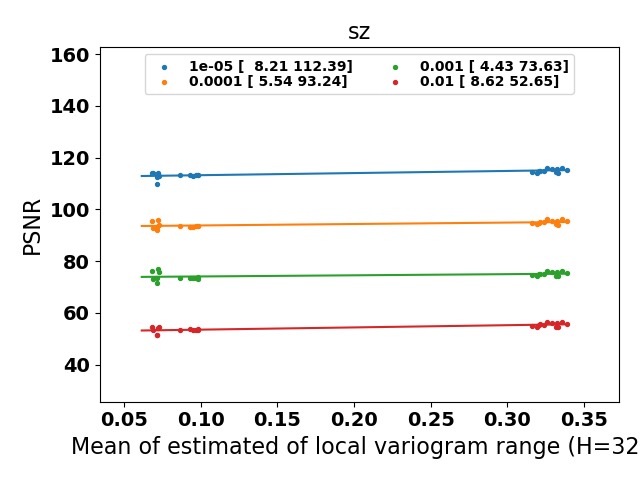 sz
1e-05 [  8.21 112.39]
0.0001 [ 5.54 93.24]
0.001 [ 4.43 73.63]
0.01 [ 8.62 52.65]
PSNR
160
140
120
100
80
60
40
0.05 0.10 0.15 0.20 0.25 0.30 0.35
Mean of estimated of local variogram range (H=32